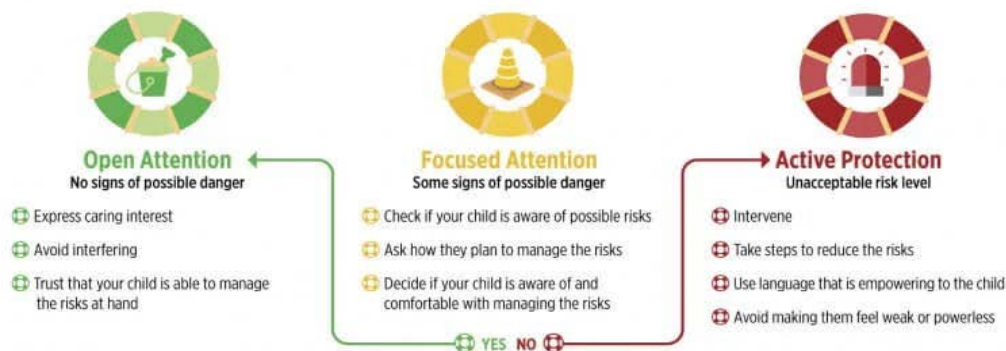 Open Attention
No signs of possible danger
Express caring interest
Avoid interfering
Trust that your child is able to manage
the risks at hand
Focused Attention
Some signs of possible danger
Check if your child is aware of possible risks
Ask how they plan to manage the risks
Decide if your child is aware of and
comfortable with managing the risks
YES NO
Active Protection
Unacceptable risk level
Intervene
Take steps to reduce the risks
Use language that is empowering to the child
Avoid making them feel weak or powerless